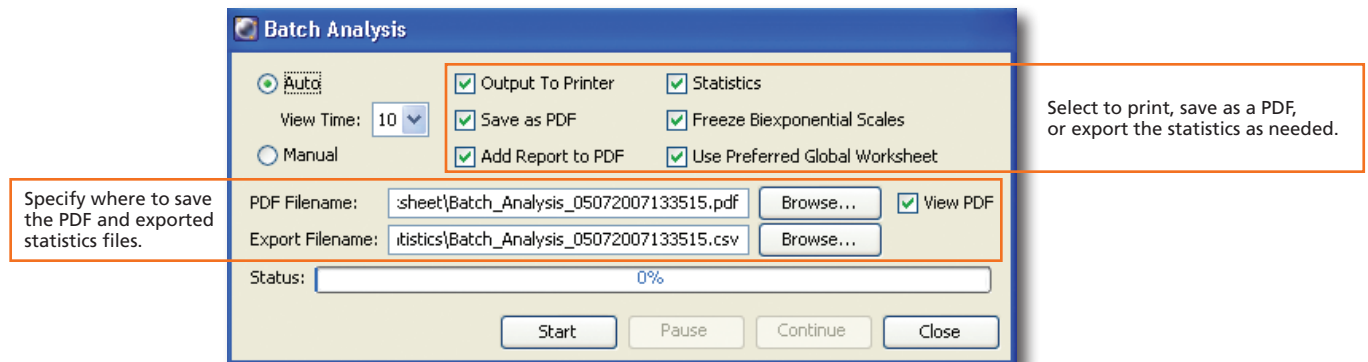 Batch Analysis
Auto
Output To Printer
Statistics
View Time: 10
Save as PDF
Freeze Biexponential Scales
Manual
Add Report to PDF
Use Preferred Global Worksheet
Select to print, save as a PDF,
or export the statistics as needed.
Specify where to save
the PDF and exported
statistics files.
PDF Filename: :sheet\Batch_Analysis_05072007133515.pdf Browse... View PDF
Export Filename: itistics\Batch_Analysis_05072007133515.csv Browse...
Status: 0%
Start Pause Continue Close